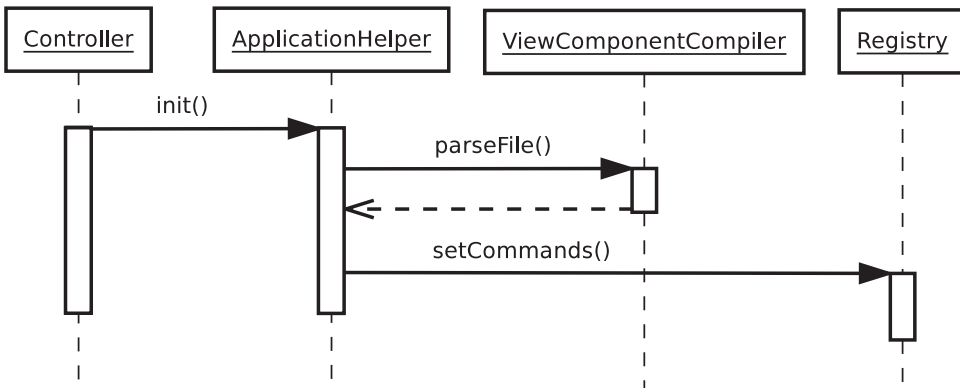 Controller
ApplicationHelper
ViewComponentCompiler
Registry
init()
parseFile()
setCommands()